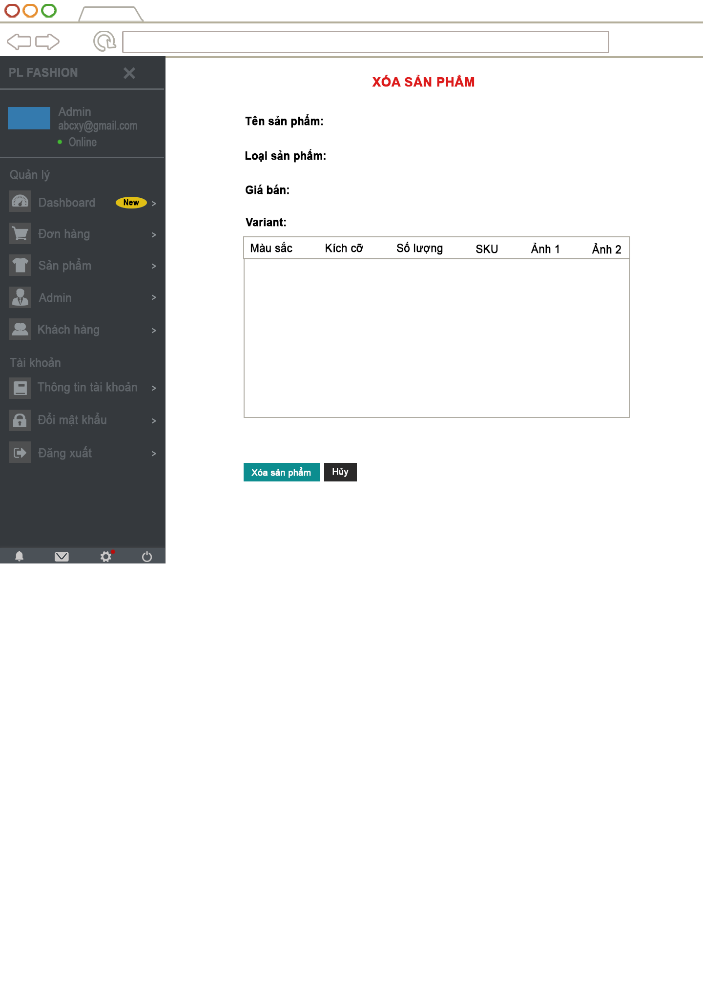 PL FASHION
Admin
abcxy@gmail.com
Online
Quản lý
Dashboard New >
Đơn hàng >
Sản phẩm >
Admin >
Khách hàng >
Tài khoản
Thông tin tài khoản >
Đổi mật khẩu >
Đăng xuất >
XÓA SẢN PHẨM
Tên sản phẩm:
Loại sản phẩm:
Giá bán:
Variant:
Màu sắc Kích cỡ Số lượng SKU Ảnh 1 Ảnh 2
Xóa sản phẩm Hủy